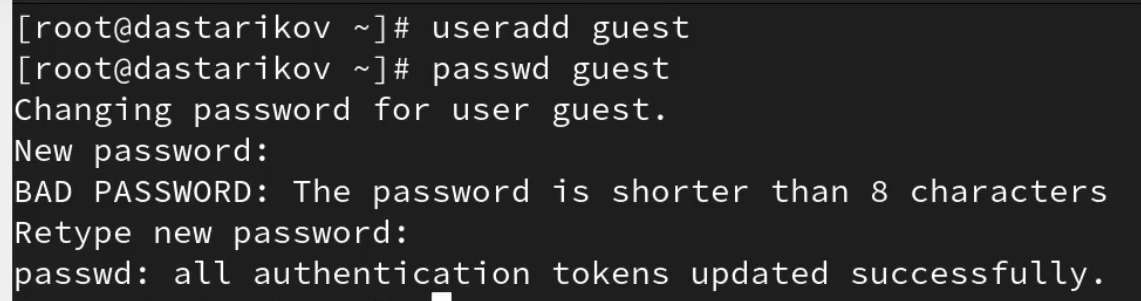 [root@dastarikov ~]# useradd guest
[root@dastarikov ~]# passwd guest
Changing password for user guest.
New password:
BAD PASSWORD: The password is shorter than 8 characters
Retype new password:
passwd: all authentication tokens updated successfully.